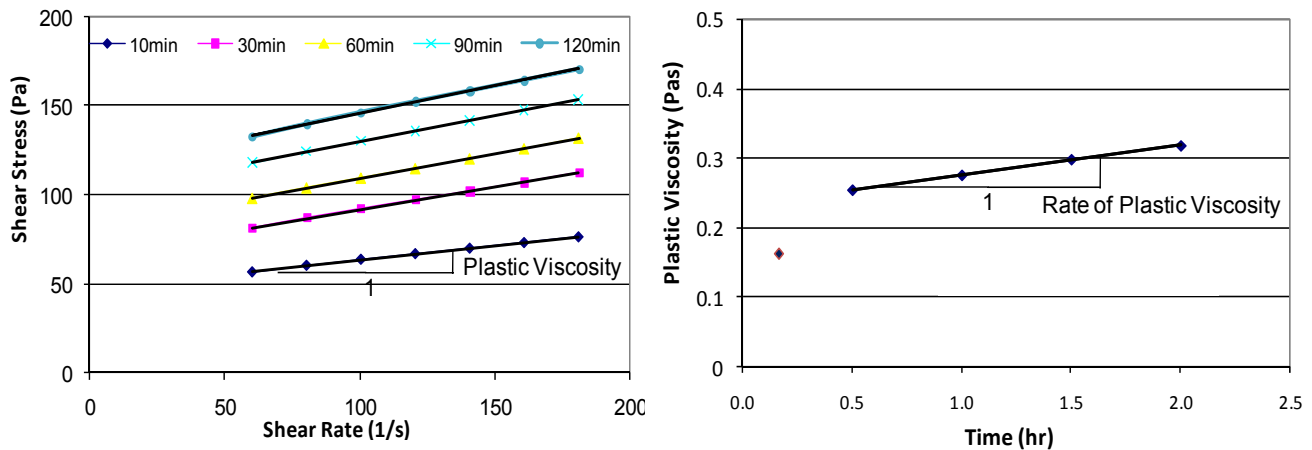 200
10min 30min 60min 90min 120min
150
100
50
0
Shear Stress (Pa)
Plastic Viscosity
1
0 50 100 150 200
Shear Rate (1/s)
0.5
0.4
0.3
0.2
0.1
0
Plastic Viscosity (Pas)
1
Rate of Plastic Viscosity
0.0 0.5 1.0 1.5 2.0 2.5
Time (hr)